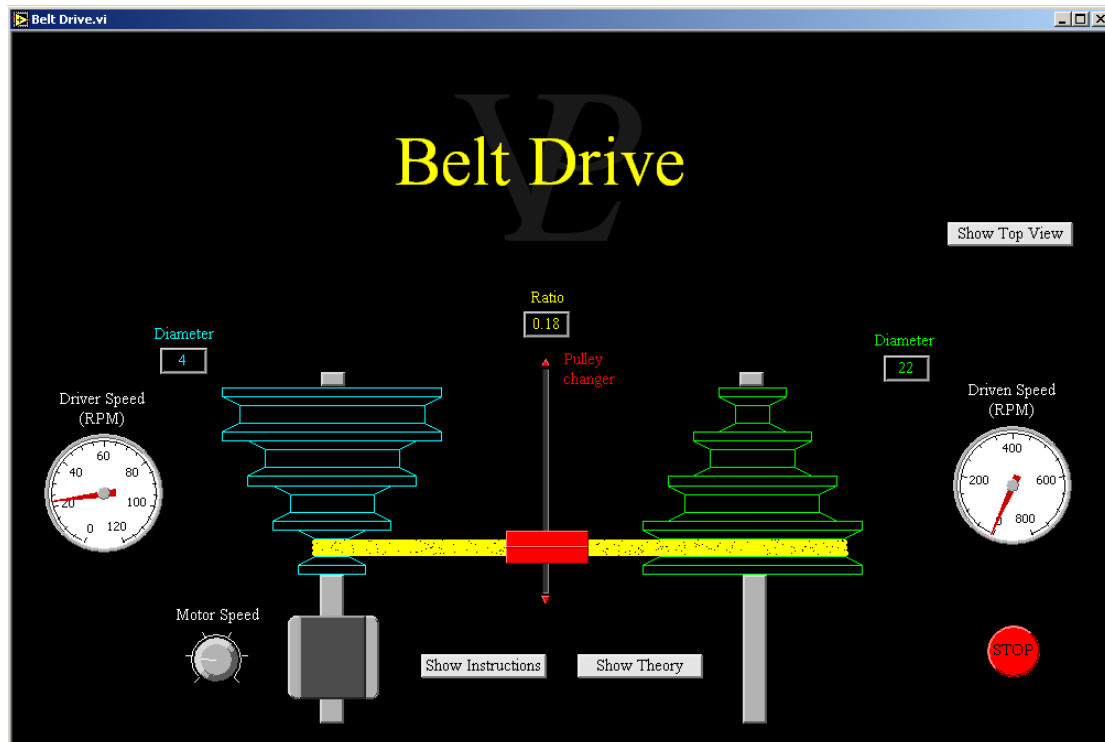 Belt Drive.vi
VPL
Belt Drive
Show Top View
Ratio
0.18
Diameter
4
Pulley
changer
Diameter
22
Driver Speed
(RPM)
0
20
40
60
80
100
120
Driven Speed
(RPM)
0
200
400
600
800
Motor Speed
Show Instructions
Show Theory
STOP